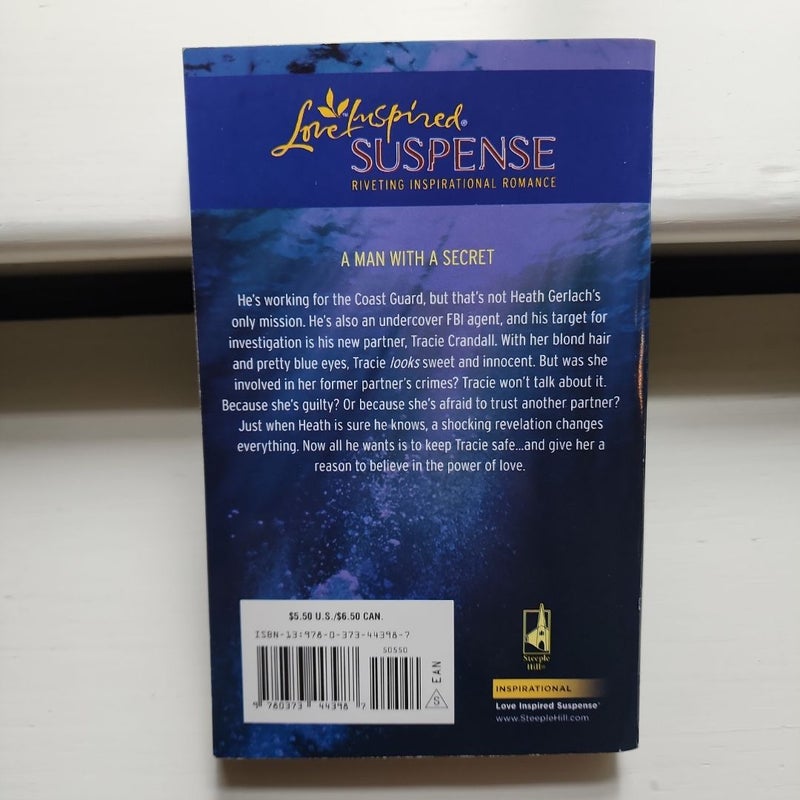 Love Inspired®
SUSPENSE
RIVETING INSPIRATIONAL ROMANCE
A MAN WITH A SECRET
He's working for the Coast Guard, but that's not Heath Gerlach's
only mission. He's also an undercover FBI agent, and his target for
investigation is his new partner, Tracie Crandall. With her blond hair
and pretty blue eyes, Tracie looks sweet and innocent. But was she
involved in her former partner's crimes? Tracie won't talk about it.
Because she's guilty? Or because she's afraid to trust another partner?
Just when Heath is sure he knows, a shocking revelation changes
everything. Now all he wants is to keep Tracie safe...and give her a
reason to believe in the power of love.
$5.50 U.S./$6.50 CAN.
ISBN-13:978-0-373-44398-7
50550
9 780373 44398 7
EAN
S
Steeple
Hill®
INSPIRATIONAL
Love Inspired Suspense®
www.SteepleHill.com